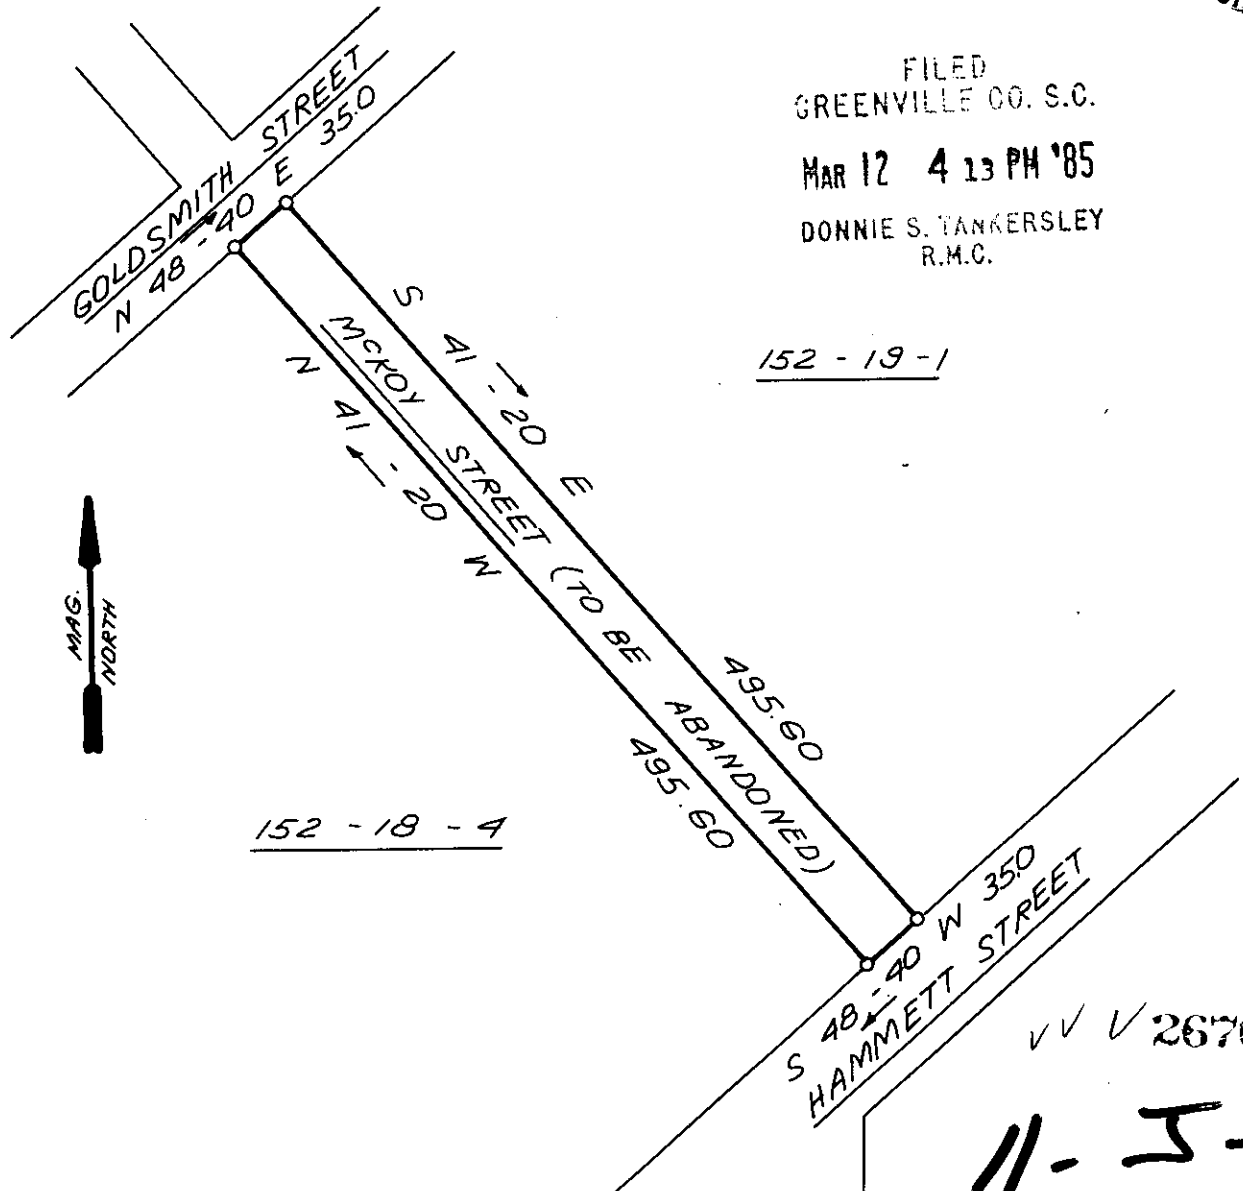 FILED
GREENVILLE CO. S.C.
MAR 12 4 13 PM '85
DONNIE S. TANKERSLEY
R.M.C.
GOLDSMITH STREET
N 48 - 40 E 35.0
S 41 - 20 E
495.60
McKOY STREET (TO BE ABANDONED)
N 41 - 20 W
495.60
152 - 19 - 1
MAG. NORTH
152 - 18 - 4
S 48 - 40 W 35.0
HAMMETT STREET